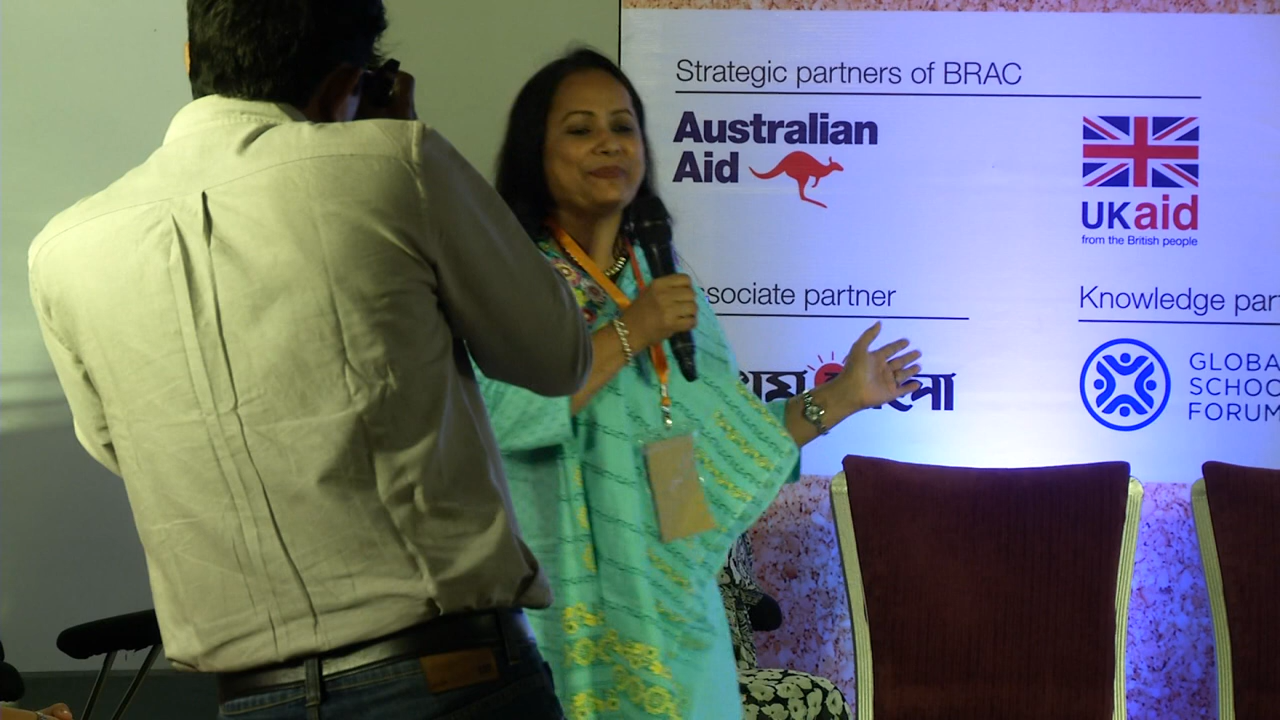 Strategic partners of BRAC
Australian
Aid
UKaid
from the British people
ssociate partner
Knowledge par
GLOBA
SCHOO
FORUM